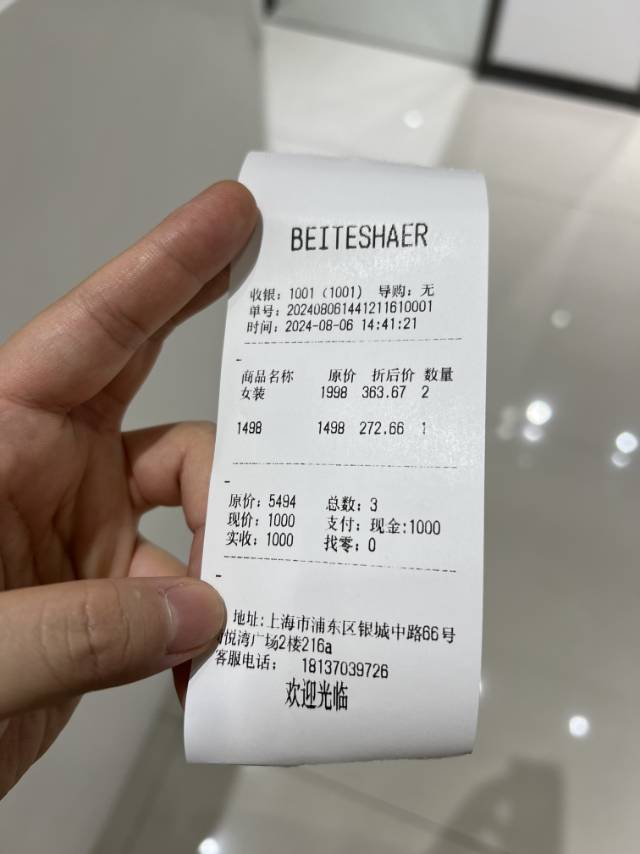 BEITESHAER
收银: 1001 (1001) 导购: 无
单号: 202408061441211610001
时间: 2024-08-06 14:41:21
-
商品名称 原价 折后价 数量
女装 1998 363.67 2
1498 1498 272.66 1
-
原价: 5494 总数: 3
现价: 1000 支付: 现金:1000
实收: 1000 找零: 0
-
地址:上海市浦东区银城中路66号
悦湾广场2楼216a
客服电话: 18137039726
欢迎光临